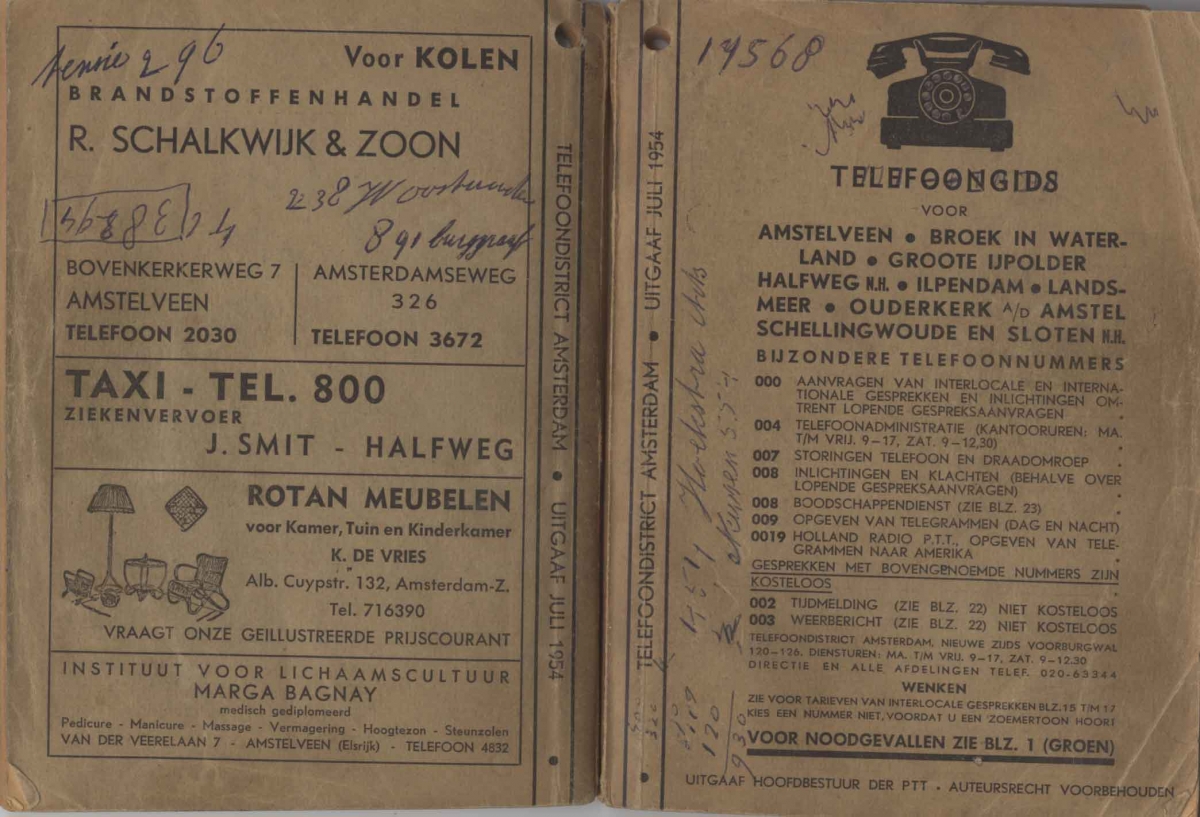 296
Voor KOLEN
BRANDSTOFFENHANDEL
R. SCHALKWIJK & ZOON
238
BOVENKERKERWEG 7
AMSTELVEEN
TELEFOON 2030
AMSTERDAMSEWEG
326
TELEFOON 3672
TAXI - TEL. 800
ZIEKENVERVOER
J. SMIT - HALFWEG
ROTAN MEUBELEN
voor Kamer, Tuin en Kinderkamer
K. DE VRIES
Alb. Cuypstr. 132, Amsterdam-Z.
Tel. 716390
VRAAGT ONZE GEILLUSTREERDE PRIJSCOURANT
INSTITUUT VOOR LICHAAMSCULTUUR
MARGA BAGNAY
medisch gediplomeerd
Pedicure - Manicure - Massage - Vermagering - Hoogtezon - Steunzolen
VAN DER VEERELAAN 7 - AMSTELVEEN (Elsrijk) - TELEFOON 4832
TELEFOONDISTRICT AMSTERDAM • UITGAAF JULI 1954 •
• TELEFOONDISTRICT AMSTERDAM • UITGAAF JULI 1954
Hoekstra
120
930
TELEFOONGIDS
VOOR
AMSTELVEEN • BROEK IN WATER-
LAND • GROOTE IJPOLDER
HALFWEG N.H. • ILPENDAM • LANDS-
MEER • OUDERKERK A/D AMSTEL
SCHELLINGWOUDE EN SLOTEN N.H.
BIJZONDERE TELEFOONNUMMERS
000 AANVRAGEN VAN INTERLOCALE EN INTERNA-
TIONALE GESPREKKEN EN INLICHTINGEN OM-
TRENT LOPENDE GESPREKSAANVRAGEN
004 TELEFOONADMINISTRATIE (KANTOORUREN: MA.
T/M VRIJ. 9-17, ZAT. 9-12,30)
007 STORINGEN TELEFOON EN DRAADOMROEP
008 INLICHTINGEN EN KLACHTEN (BEHALVE OVER
LOPENDE GESPREKSAANVRAGEN)
008 BOODSCHAPPENDIENST (ZIE BLZ. 23)
009 OPGEVEN VAN TELEGRAMMEN (DAG EN NACHT)
0019 HOLLAND RADIO P.T.T., OPGEVEN VAN TELE-
GRAMMEN NAAR AMERIKA
GESPREKKEN MET BOVENGENOEMDE NUMMERS ZIJN
KOSTELOOS
002 TIJDMELDING (ZIE BLZ. 22) NIET KOSTELOOS
003 WEERBERICHT (ZIE BLZ. 22) NIET KOSTELOOS
TELEFOONDISTRICT AMSTERDAM, NIEUWE ZIJDS VOORBURGWAL
120-126, DIENSTUREN: MA. T/M VRIJ. 9-17, ZAT. 9-12.30
DIRECTIE EN ALLE AFDELINGEN TELEF. 020-63344
WENKEN
ZIE VOOR TARIEVEN VAN INTERLOCALE GESPREKKEN BLZ. 15 T/M 17
KIES EEN NUMMER NIET, VOORDAT U EEN ZOEMERTOON HOORT
VOOR NOODGEVALLEN ZIE BLZ. 1 (GROEN)
UITGAAF HOOFDBESTUUR DER PTT · AUTEURSRECHT VOORBEHOUDEN